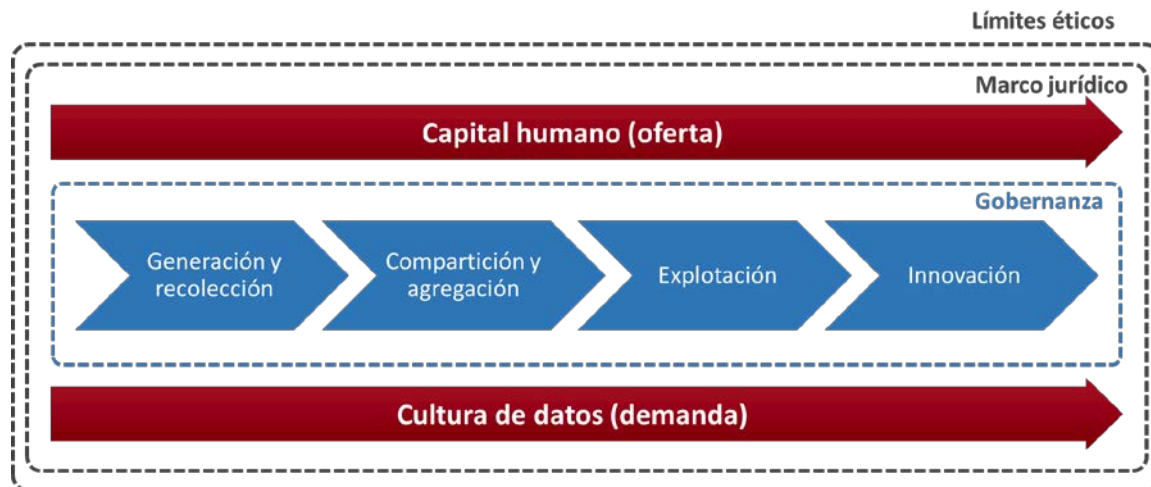 Límites éticos
Marco jurídico
Capital humano (oferta)
Gobernanza
Generación y
recolección
Compartición y
agregación
Explotación
Innovación
Cultura de datos (demanda)